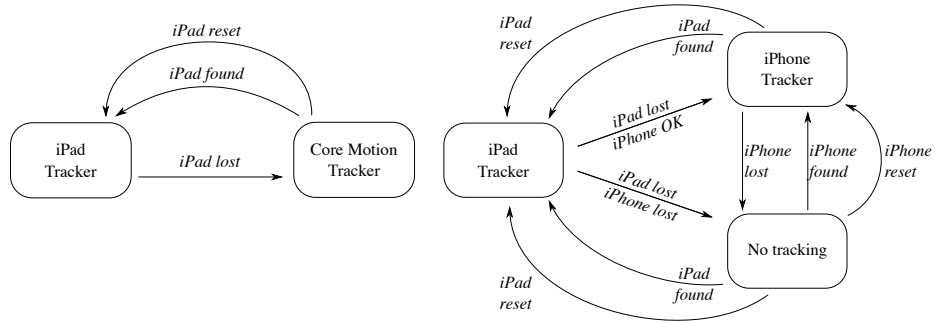 iPad reset
iPad found
iPad
Tracker
iPad lost
Core Motion
Tracker
iPad
reset
iPad
found
iPhone
Tracker
iPad lost
iPhone OK
iPad
Tracker
iPhone
lost
iPhone
found
iPhone
reset
iPad lost
iPhone lost
No tracking
iPad
found
iPad
reset